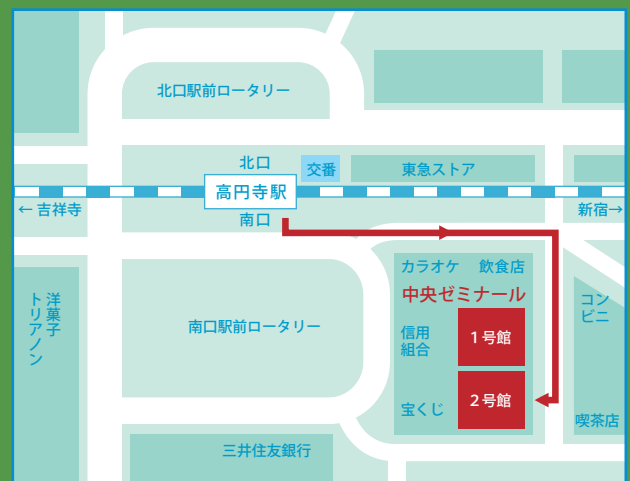 北口駅前ロータリー
北口
交番
東急ストア
高円寺駅
←吉祥寺
南口
新宿→
カラオケ 飲食店
中央ゼミナール
洋菓子
トリアノン
南口駅前ロータリー
信用
組合
1号館
コン
ビニ
宝くじ
2号館
喫茶店
三井住友銀行